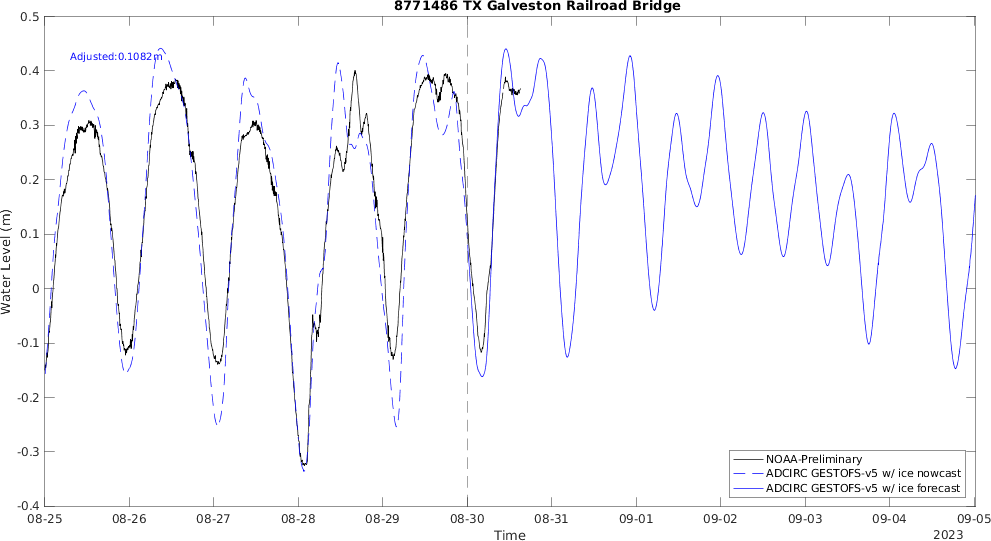 8771486 TX Galveston Railroad Bridge
Adjusted:0.1082m
Water Level (m)
0.5
0.4
0.3
0.2
0.1
0
-0.1
-0.2
-0.3
-0.4
NOAA-Preliminary
ADCIRC GESTOFS-v5 w/ ice nowcast
ADCIRC GESTOFS-v5 w/ ice forecast
08-25 08-26 08-27 08-28 08-29 08-30 08-31 09-01 09-02 09-03 09-04 09-05
Time
2023